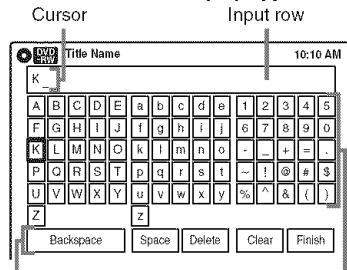 Cursor Input row
DVD -RW Title Name 10:10 AM
K_
A B C D E a b c d e 1 2 3 4 5
F G H I J f g h i j 6 7 8 9 0
K L M N O k l m n o - _ + = .
P Q R S T p q r s t ~ ! @ # $
U V W X Y u v w x y % ^ & ( )
Z z
Backspace Space Delete Clear Finish